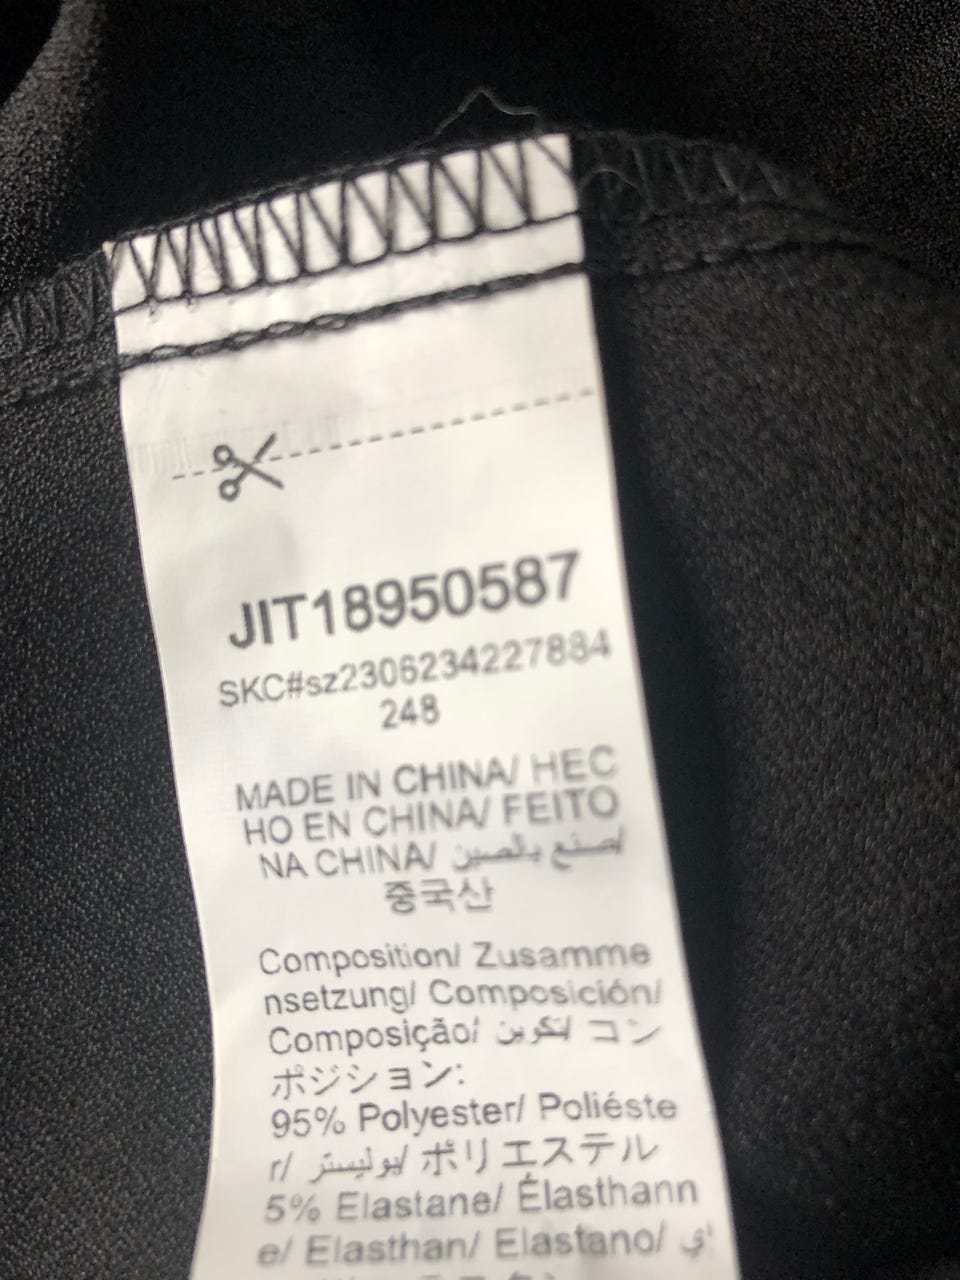 JIT18950587
SKC#sz2306234227884
248
MADE IN CHINA/ HEC
HO EN CHINA/ FEITO
NA CHINA/ صنع بالصين/
중국산
Composition/ Zusamme
nsetzung/ Composición/
Composição/ تكوين/ コン
ポジション:
95% Polyester/ Poliéste
r/ بوليستر/ ポリエステル
5% Elastane/ Élasthann
e/ Elasthan/ Elastano/